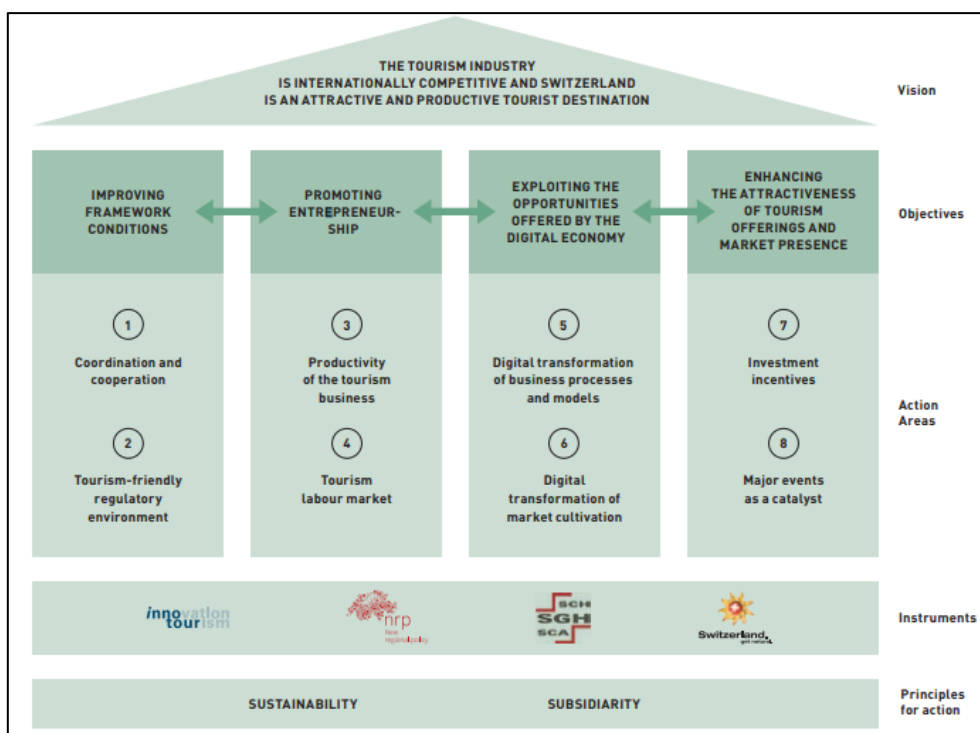 THE TOURISM INDUSTRY
IS INTERNATIONALLY COMPETITIVE AND SWITZERLAND
IS AN ATTRACTIVE AND PRODUCTIVE TOURIST DESTINATION
Vision
IMPROVING
FRAMEWORK
CONDITIONS
PROMOTING
ENTREPRENEUR-
SHIP
EXPLOITING THE
OPPORTUNITIES
OFFERED BY THE
DIGITAL ECONOMY
ENHANCING
THE ATTRACTIVENESS
OF TOURISM
OFFERINGS AND
MARKET PRESENCE
Objectives
1
Coordination and
cooperation
3
Productivity
of the tourism
business
5
Digital transformation
of business processes
and models
7
Investment
incentives
2
Tourism-friendly
regulatory
environment
4
Tourism
labour market
6
Digital
transformation of
market cultivation
8
Major events
as a catalyst
Action
Areas
innovation
tourism
nrp
New
regional policy
SCH
SGH
SCA
Switzerland.
get natural.
Instruments
SUSTAINABILITY
SUBSIDIARITY
Principles
for action